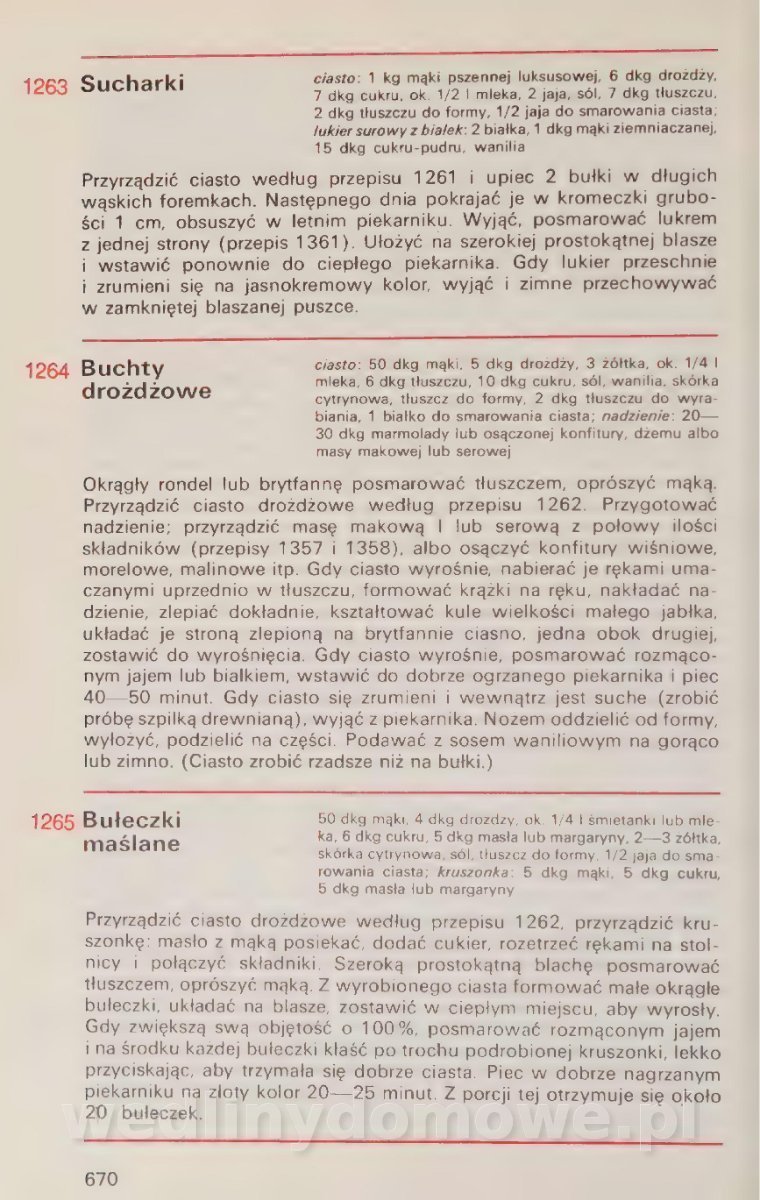 1263 Sucharki
ciasto: 1 kg mąki pszennej luksusowej, 6 dkg drożdży,
7 dkg cukru, ok. 1/2 l mleka, 2 jaja, sól, 7 dkg tłuszczu,
2 dkg tłuszczu do formy, 1/2 jaja do smarowania ciasta;
lukier surowy z białek: 2 białka, 1 dkg mąki ziemniaczanej,
15 dkg cukru-pudru, wanilia
Przyrządzić ciasto według przepisu 1261 i upiec 2 bułki w długich
wąskich foremkach. Następnego dnia pokrajać je w kromeczki grubo-
ści 1 cm, obsuszyć w letnim piekarniku. Wyjąć, posmarować lukrem
z jednej strony (przepis 1361). Ułożyć na szerokiej prostokątnej blasze
i wstawić ponownie do ciepłego piekarnika. Gdy lukier przeschnie
i zrumieni się na jasnokremowy kolor, wyjąć i zimne przechowywać
w zamkniętej blaszanej puszce.
1264 Buchty
drożdżowe
ciasto: 50 dkg mąki, 5 dkg drożdży, 3 żółtka, ok. 1/4 l
mleka, 6 dkg tłuszczu, 10 dkg cukru, sól, wanilia, skórka
cytrynowa, tłuszcz do formy, 2 dkg tłuszczu do wyra-
biania, 1 białko do smarowania ciasta; nadzienie: 20—
30 dkg marmolady lub osączonej konfitury, dżemu albo
masy makowej lub serowej
Okrągły rondel lub brytfannę posmarować tłuszczem, oprószyć mąką.
Przyrządzić ciasto drożdżowe według przepisu 1262. Przygotować
nadzienie; przyrządzić masę makową I lub serową z połowy ilości
składników (przepisy 1357 i 1358), albo osączyć konfitury wiśniowe,
morelowe, malinowe itp. Gdy ciasto wyrośnie, nabierać je rękami uma-
czanymi uprzednio w tłuszczu, formować krążki na ręku, nakładać na-
dzienie, zlepiać dokładnie, kształtować kule wielkości małego jabłka,
układać je stroną zlepioną na brytfannie ciasno, jedna obok drugiej,
zostawić do wyrośnięcia. Gdy ciasto wyrośnie, posmarować rozmąco-
nym jajem lub białkiem, wstawić do dobrze ogrzanego piekarnika i piec
40—50 minut. Gdy ciasto się zrumieni i wewnątrz jest suche (zrobić
próbę szpilką drewnianą), wyjąć z piekarnika. Nożem oddzielić od formy,
wyłożyć, podzielić na części. Podawać z sosem waniliowym na gorąco
lub zimno. (Ciasto zrobić rzadsze niż na bułki.)
1265 Bułeczki
maślane
50 dkg mąki, 4 dkg drożdży, ok. 1/4 l śmietanki lub mle-
ka, 6 dkg cukru, 5 dkg masła lub margaryny, 2—3 żółtka,
skórka cytrynowa, sól, tłuszcz do formy, 1/2 jaja do sma-
rowania ciasta; kruszonka: 5 dkg mąki, 5 dkg cukru,
5 dkg masła lub margaryny
Przyrządzić ciasto drożdżowe według przepisu 1262, przyrządzić kru-
szonkę: masło z mąką posiekać, dodać cukier, rozetrzeć rękami na stol-
nicy i połączyć składniki. Szeroką prostokątną blachę posmarować
tłuszczem, oprószyć mąką. Z wyrobionego ciasta formować małe okrągłe
bułeczki, układać na blasze, zostawić w ciepłym miejscu, aby wyrosły.
Gdy zwiększą swą objętość o 100%, posmarować rozmąconym jajem
i na środku każdej bułeczki kłaść po trochu podrobionej kruszonki, lekko
przyciskając, aby trzymała się dobrze ciasta. Piec w dobrze nagrzanym
piekarniku na złoty kolor 20—25 minut. Z porcji tej otrzymuje się około
20 bułeczek.
wedlinydomowe.pl
670